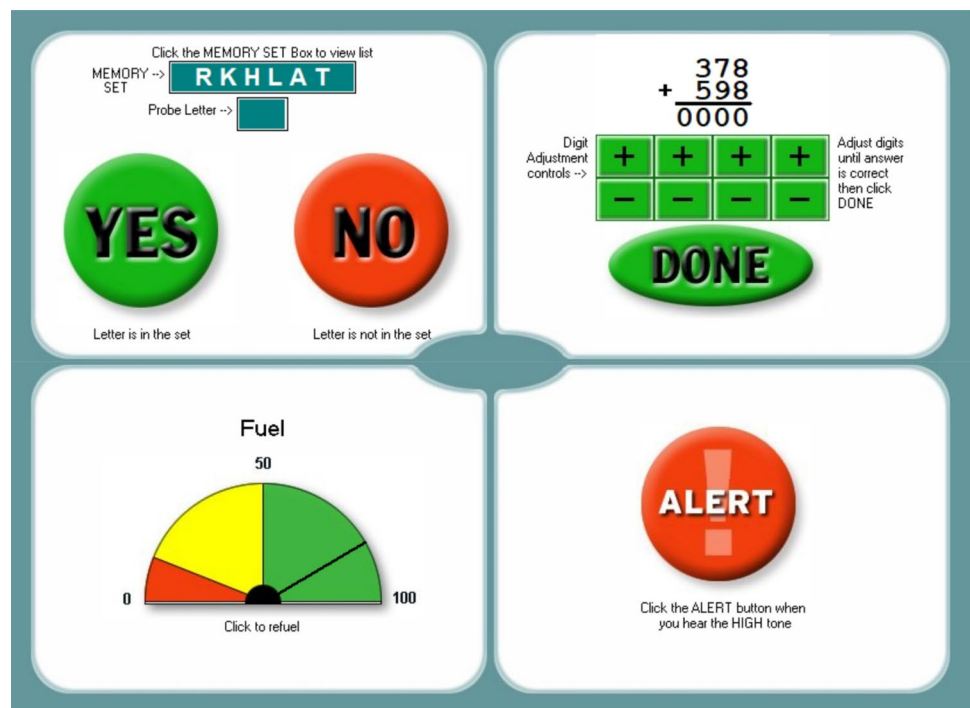 Click the MEMORY SET Box to view list
MEMORY -->
SET
R K H L A T
Probe Letter -->
YES
NO
Letter is in the set
Letter is not in the set
378
+ 598
0000
Digit
Adjustment
controls -->
+ + + +
− − − −
Adjust digits
until answer
is correct
then click
DONE
DONE
Fuel
50
0
100
Click to refuel
!
ALERT
Click the ALERT button when
you hear the HIGH tone